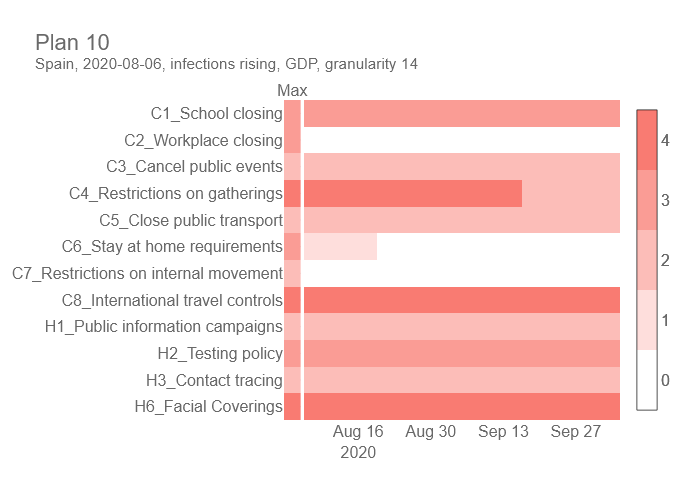 Plan 10
Spain, 2020-08-06, infections rising, GDP, granularity 14
Max
C1_School closing
C2_Workplace closing
C3_Cancel public events
C4_Restrictions on gatherings
C5_Close public transport
C6_Stay at home requirements
C7_Restrictions on internal movement
C8_International travel controls
H1_Public information campaigns
H2_Testing policy
H3_Contact tracing
H6_Facial Coverings
Aug 16 Aug 30 Sep 13 Sep 27
2020
4
3
2
1
0